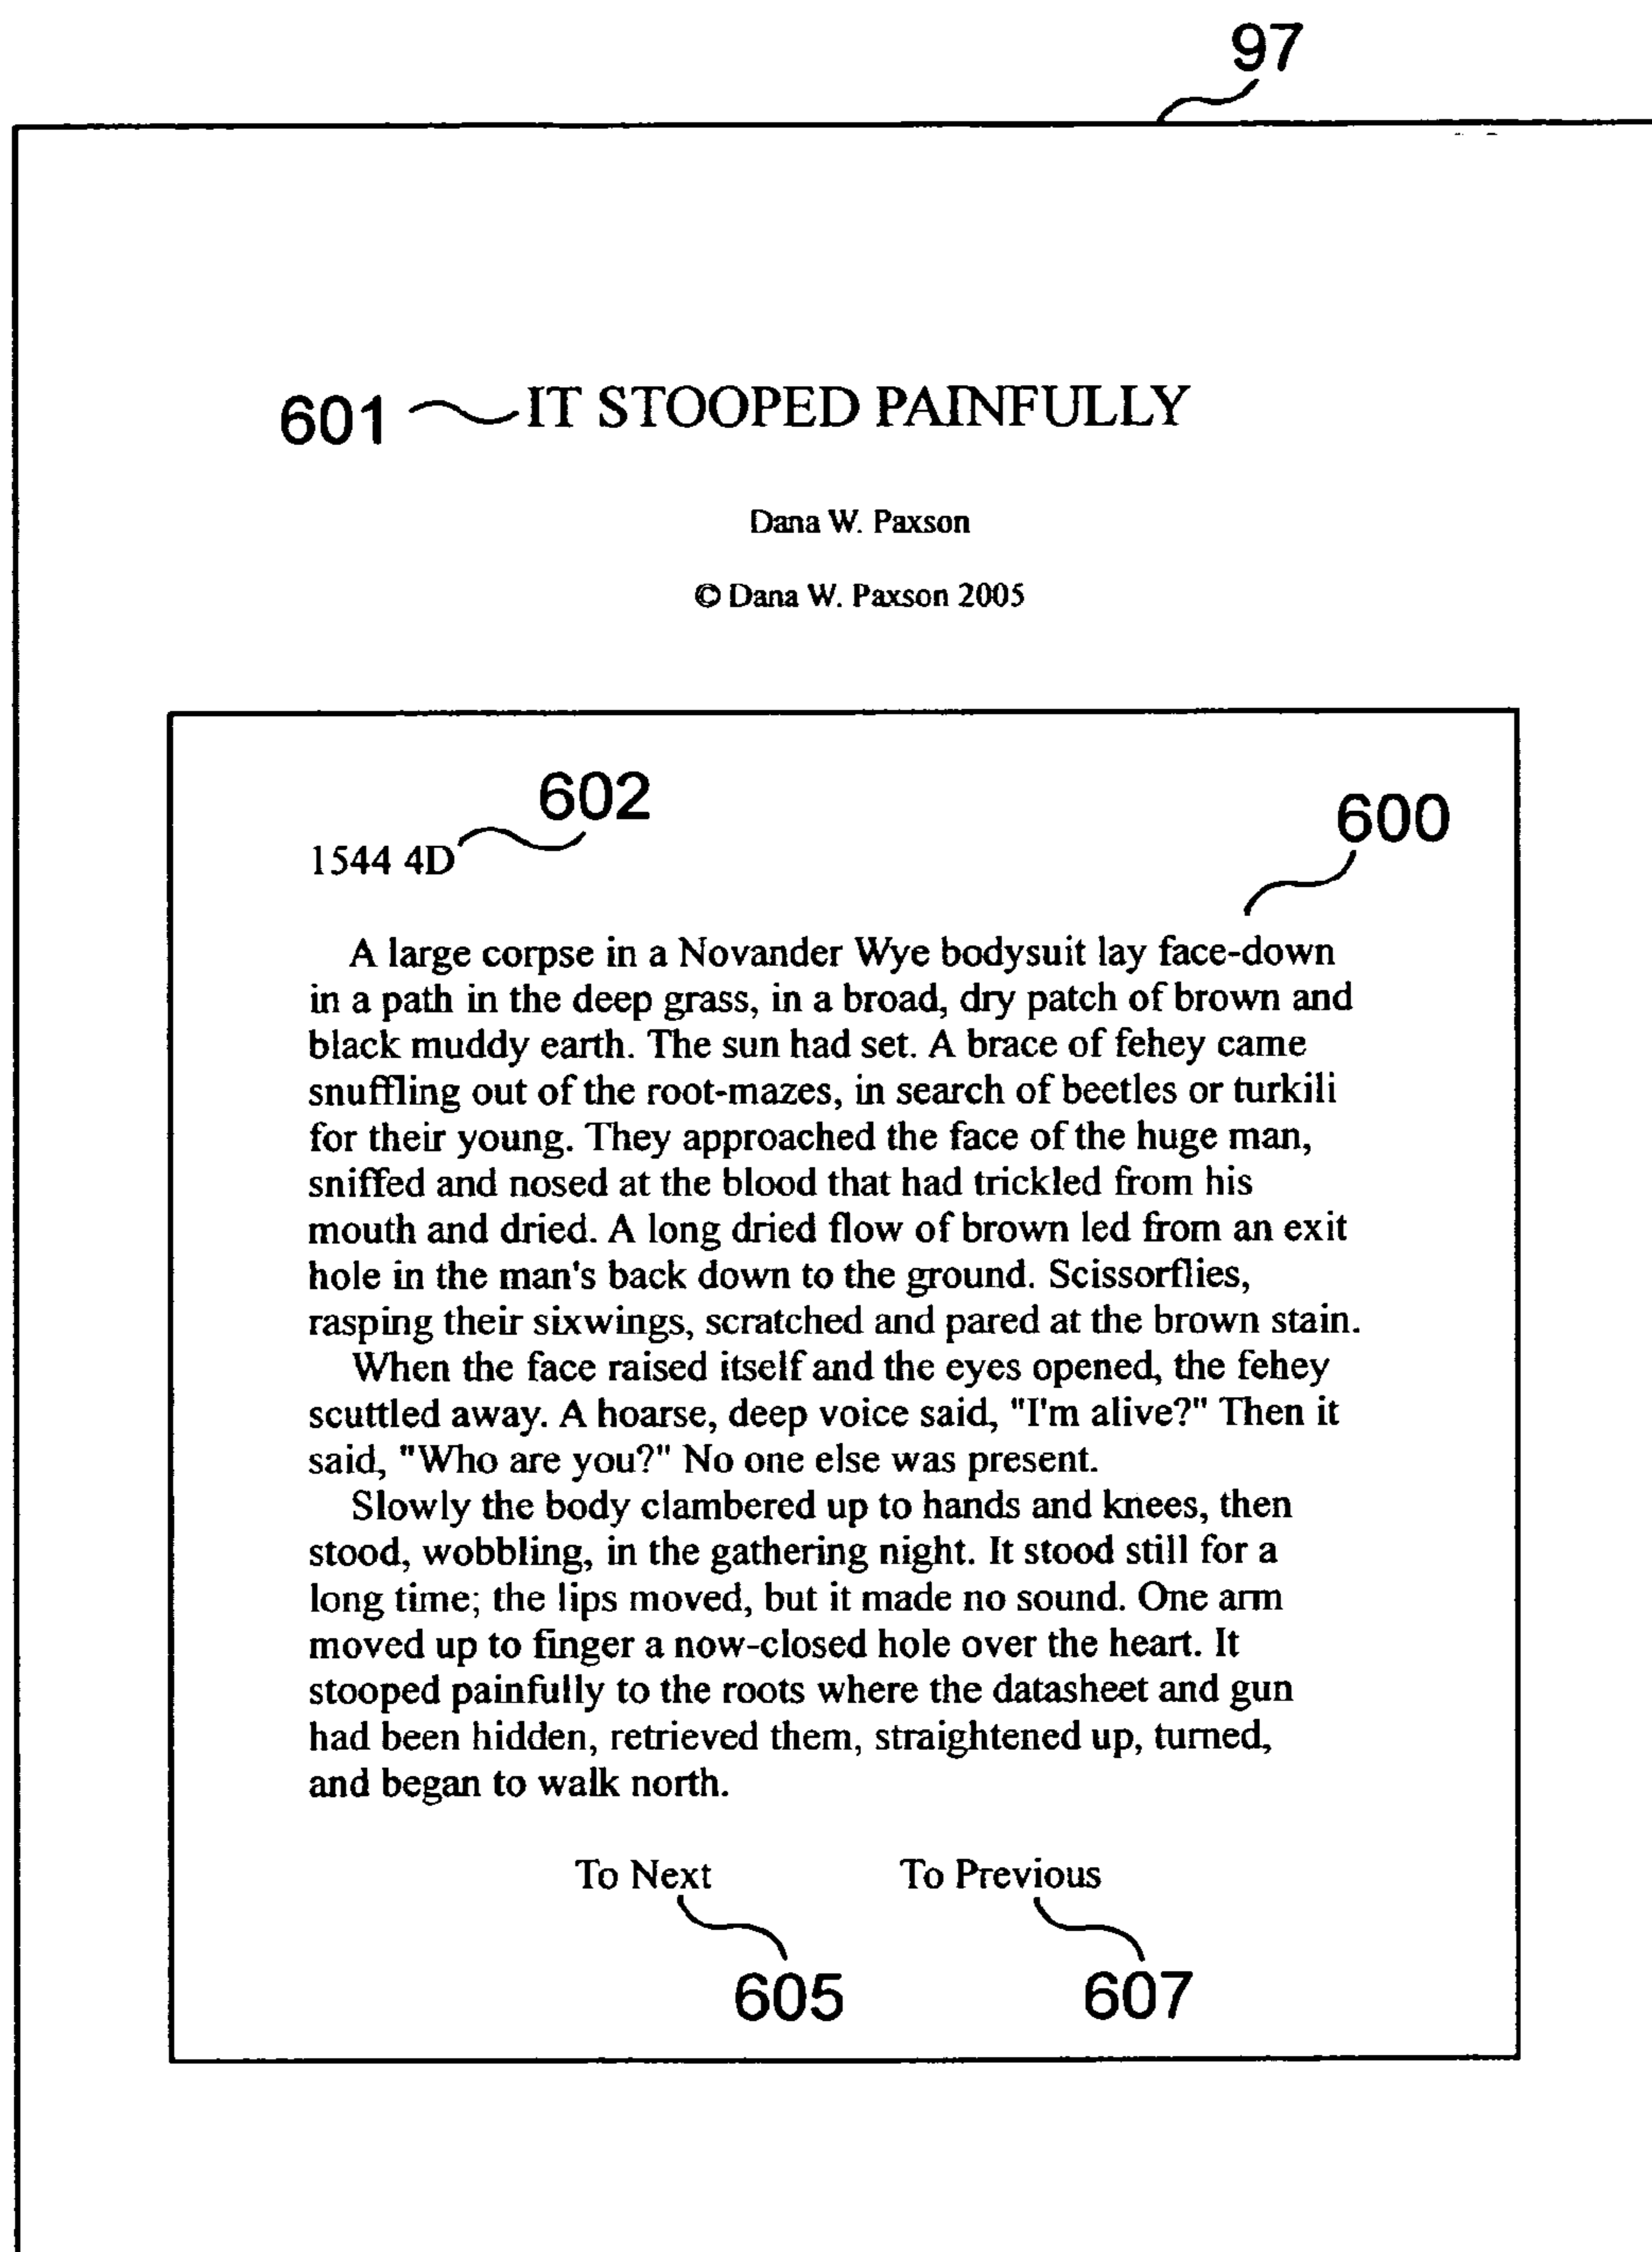 97
601 IT STOOPED PAINFULLY
Dana W. Paxson
© Dana W. Paxson 2005
602
600
1544 4D
A large corpse in a Novander Wye bodysuit lay face-down
in a path in the deep grass, in a broad, dry patch of brown and
black muddy earth. The sun had set. A brace of fehey came
snuffling out of the root-mazes, in search of beetles or turkili
for their young. They approached the face of the huge man,
sniffed and nosed at the blood that had trickled from his
mouth and dried. A long dried flow of brown led from an exit
hole in the man's back down to the ground. Scissorflies,
rasping their sixwings, scratched and pared at the brown stain.
When the face raised itself and the eyes opened, the fehey
scuttled away. A hoarse, deep voice said, "I'm alive?" Then it
said, "Who are you?" No one else was present.
Slowly the body clambered up to hands and knees, then
stood, wobbling, in the gathering night. It stood still for a
long time; the lips moved, but it made no sound. One arm
moved up to finger a now-closed hole over the heart. It
stooped painfully to the roots where the datasheet and gun
had been hidden, retrieved them, straightened up, turned,
and began to walk north.
To Next To Previous
605 607